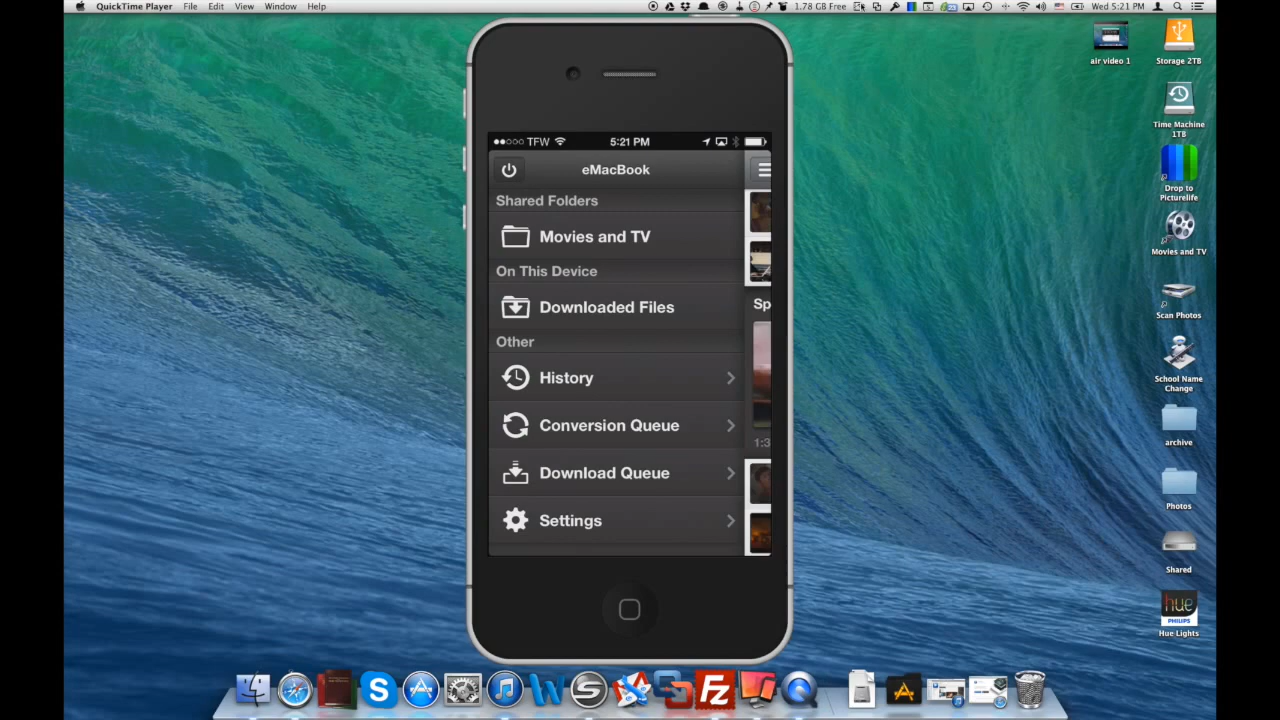 QuickTime Player File Edit View Window Help 1.78 GB Free Wed 5:21 PM
air video 1
Storage 2TB
Time Machine
1TB
Drop to
Picturelife
Movies and TV
Scan Photos
School Name
Change
archive
Photos
Shared
hue
PHILIPS
Hue Lights
TFW 5:21 PM
eMacBook
Shared Folders
Movies and TV
On This Device
Downloaded Files
Other
History
Conversion Queue
Download Queue
Settings
Sp
1:3
S
W
S
Fz